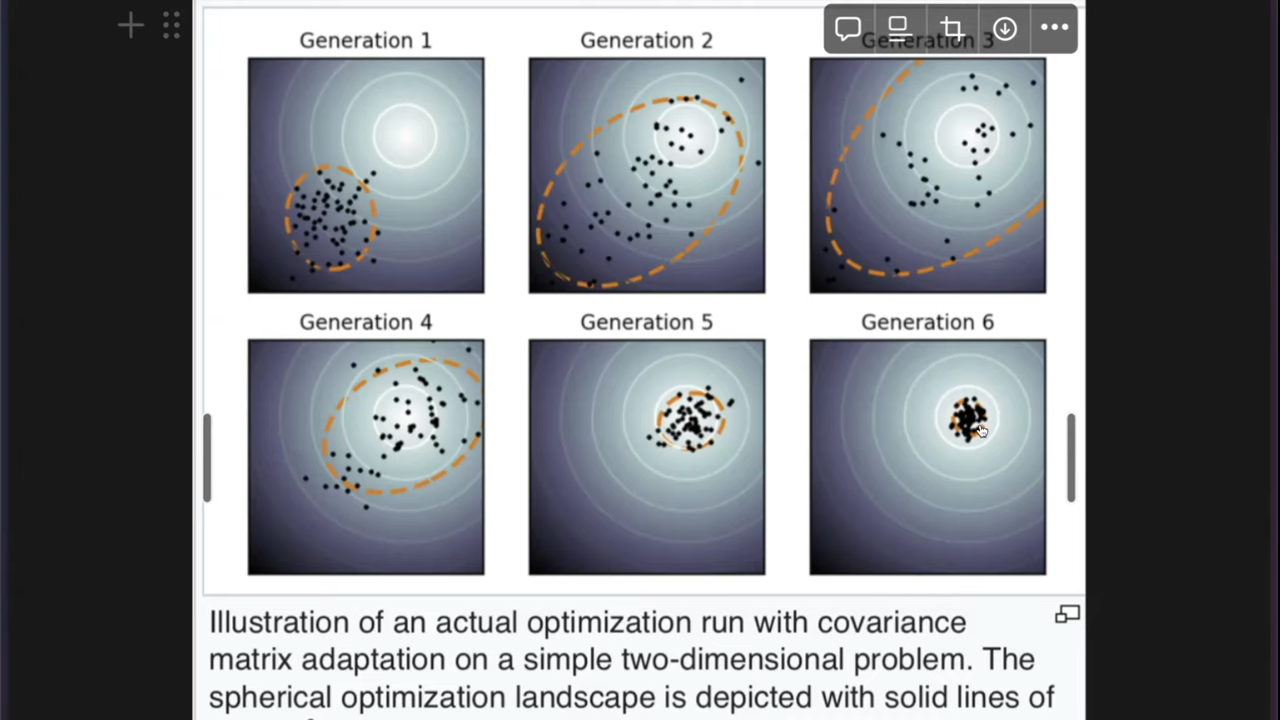 Generation 1
Generation 2
Generation 3
Generation 4
Generation 5
Generation 6
Illustration of an actual optimization run with covariance
matrix adaptation on a simple two-dimensional problem. The
spherical optimization landscape is depicted with solid lines of